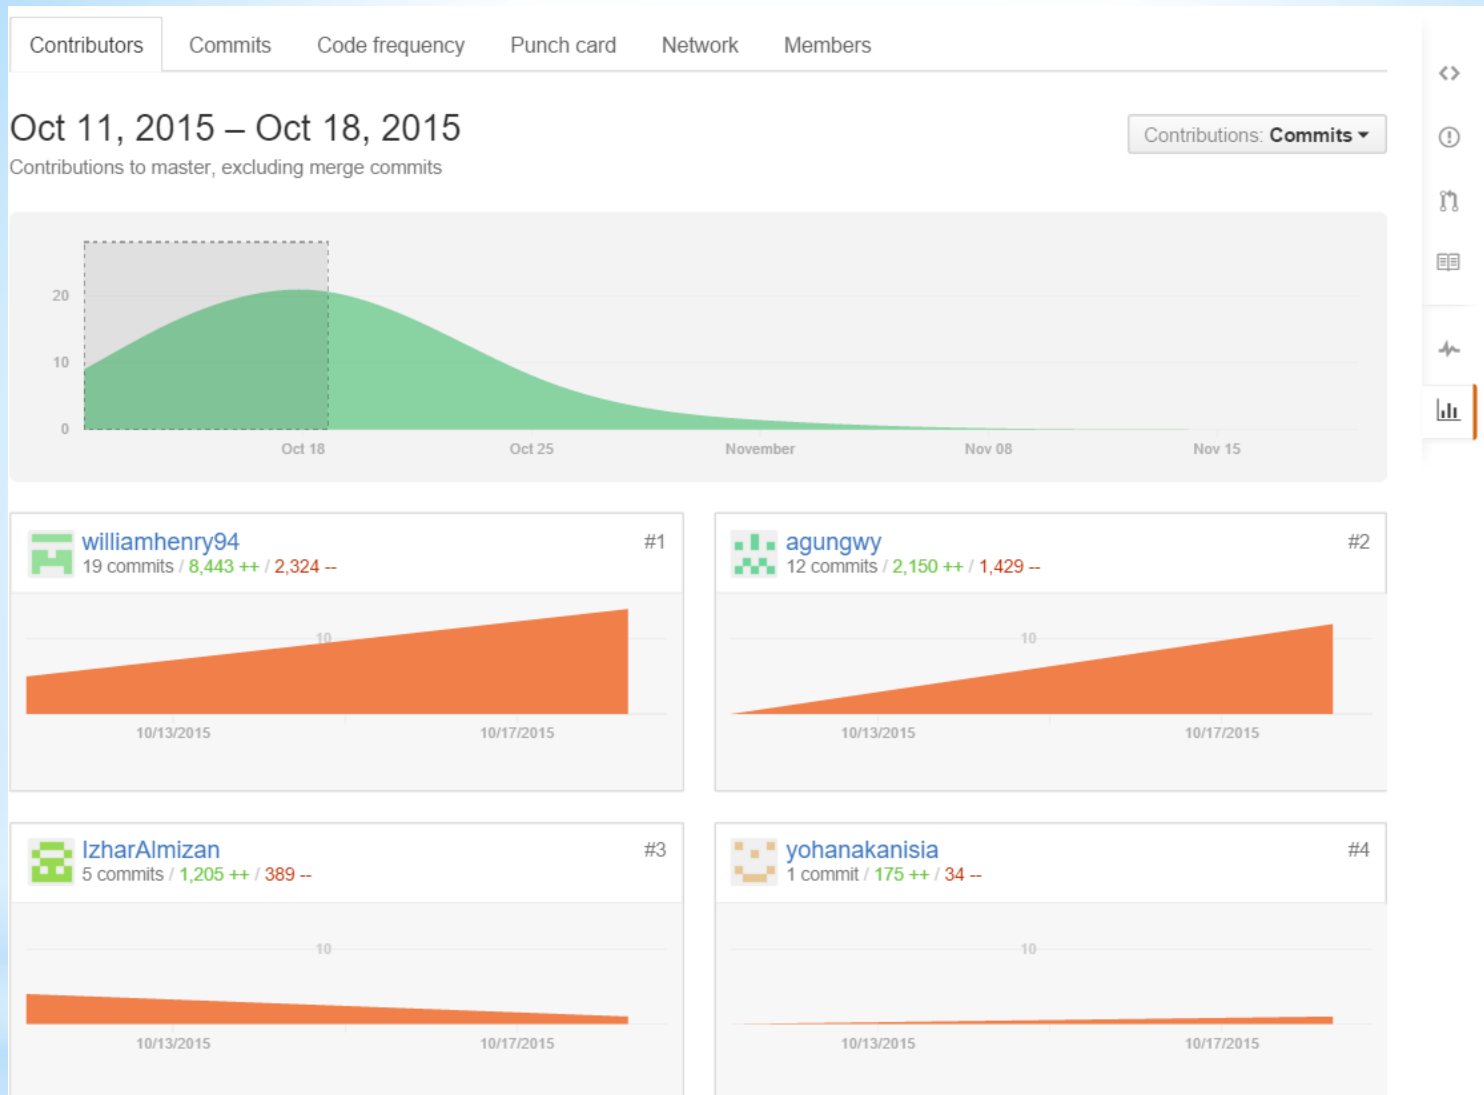 Contributors Commits Code frequency Punch card Network Members
Oct 11, 2015 – Oct 18, 2015
Contributions: Commits
Contributions to master, excluding merge commits
20
10
0
Oct 18 Oct 25 November Nov 08 Nov 15
williamhenry94 #1
19 commits / 8,443 ++ / 2,324 --
10
10/13/2015 10/17/2015
agungwy #2
12 commits / 2,150 ++ / 1,429 --
10
10/13/2015 10/17/2015
IzharAlmizan #3
5 commits / 1,205 ++ / 389 --
10
10/13/2015 10/17/2015
yohanakanisia #4
1 commit / 175 ++ / 34 --
10
10/13/2015 10/17/2015